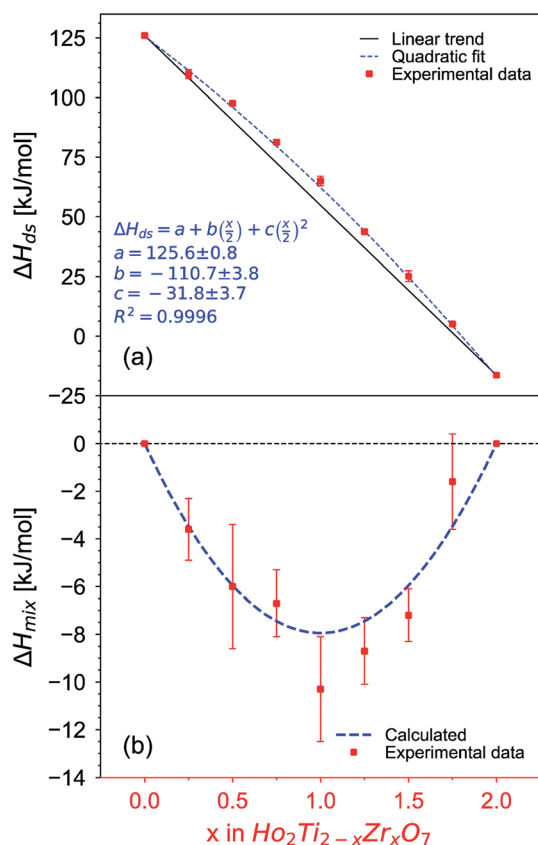 125
100
75
50
25
0
−25
ΔH_ds [kJ/mol]
Linear trend
Quadratic fit
Experimental data
ΔH_ds = a + b(x/2) + c(x/2)²
a = 125.6±0.8
b = −110.7±3.8
c = −31.8±3.7
R² = 0.9996
(a)
0
−2
−4
−6
−8
−10
−12
−14
ΔH_mix [kJ/mol]
(b)
Calculated
Experimental data
0.0 0.5 1.0 1.5 2.0
x in Ho₂Ti₂₋ₓZrₓO₇